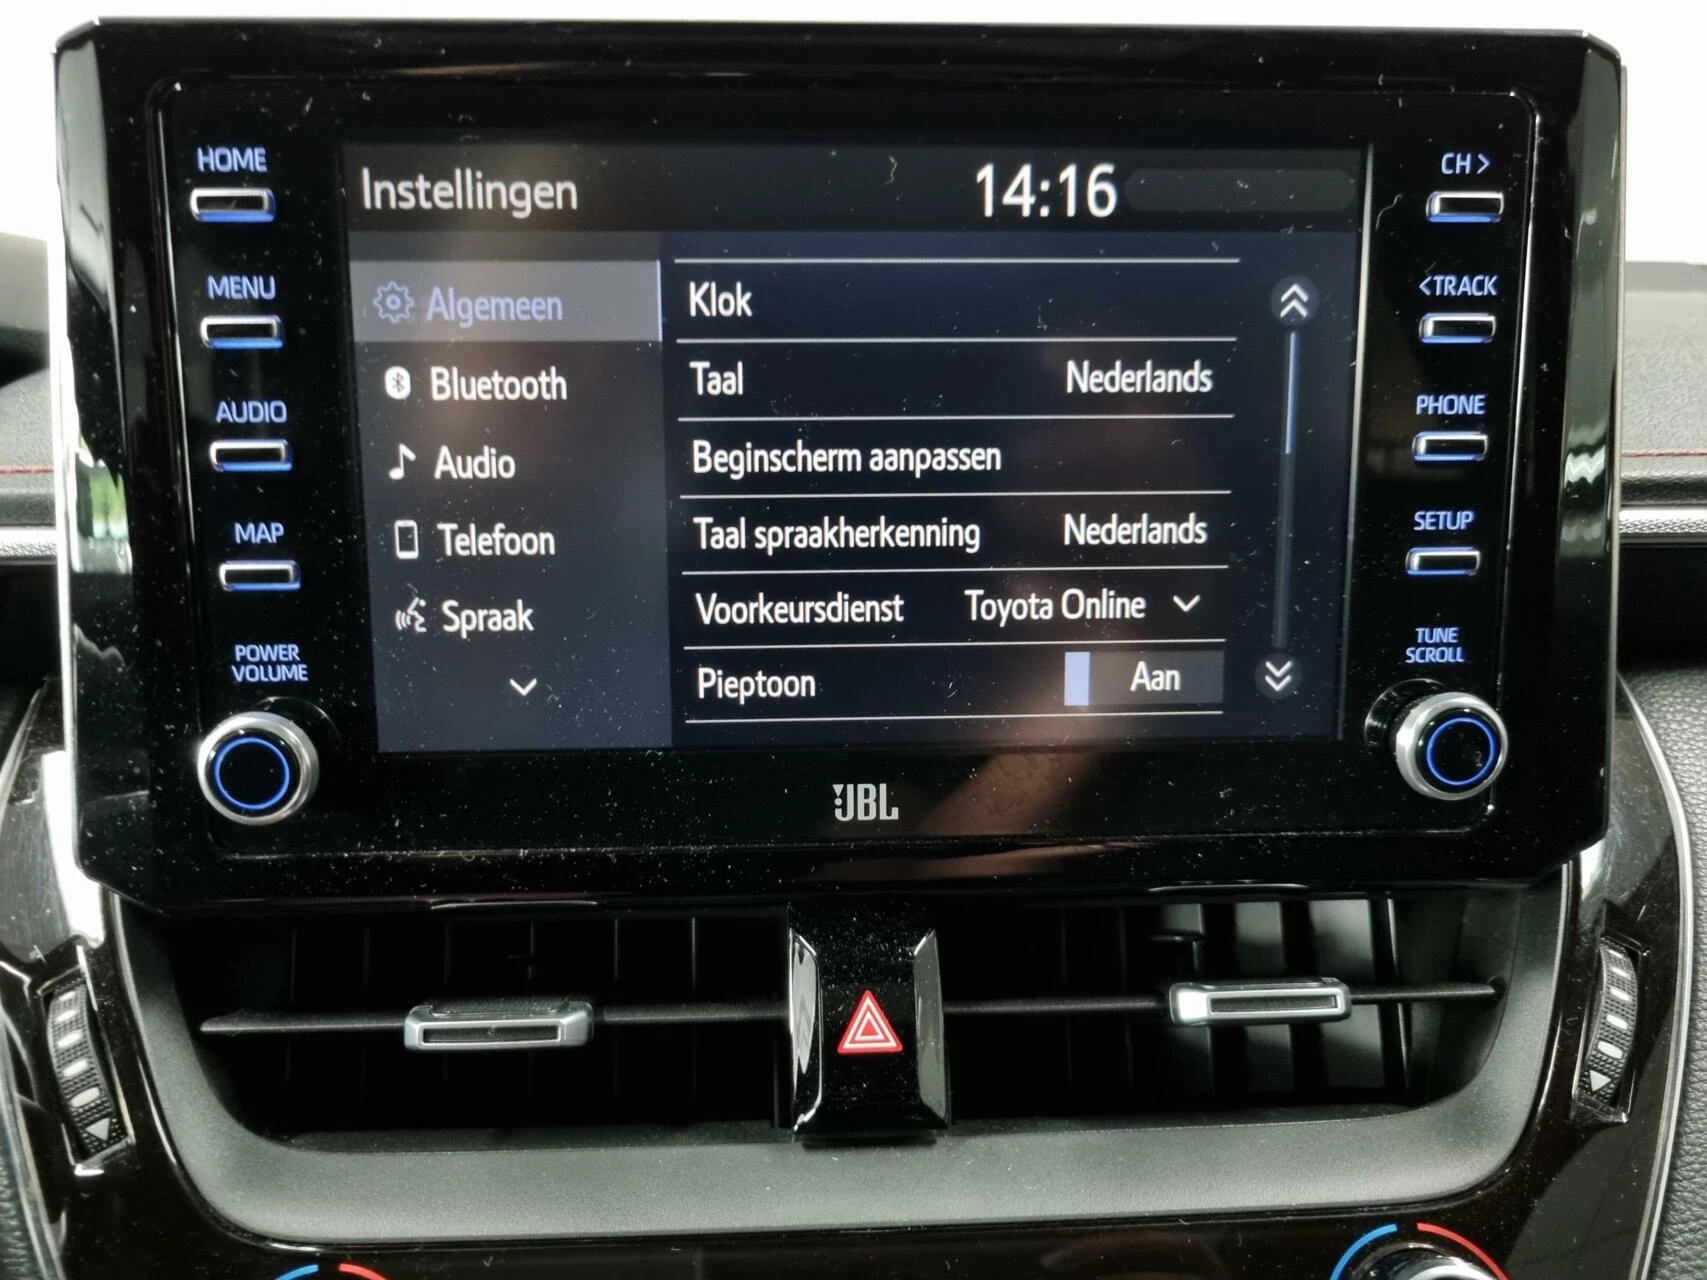 HOME
MENU
AUDIO
MAP
POWER
VOLUME
Instellingen
14:16
Algemeen
Bluetooth
Audio
Telefoon
Spraak
Klok
Taal Nederlands
Beginscherm aanpassen
Taal spraakherkenning Nederlands
Voorkeursdienst Toyota Online
Pieptoon Aan
CH >
< TRACK
PHONE
SETUP
TUNE
SCROLL
JBL